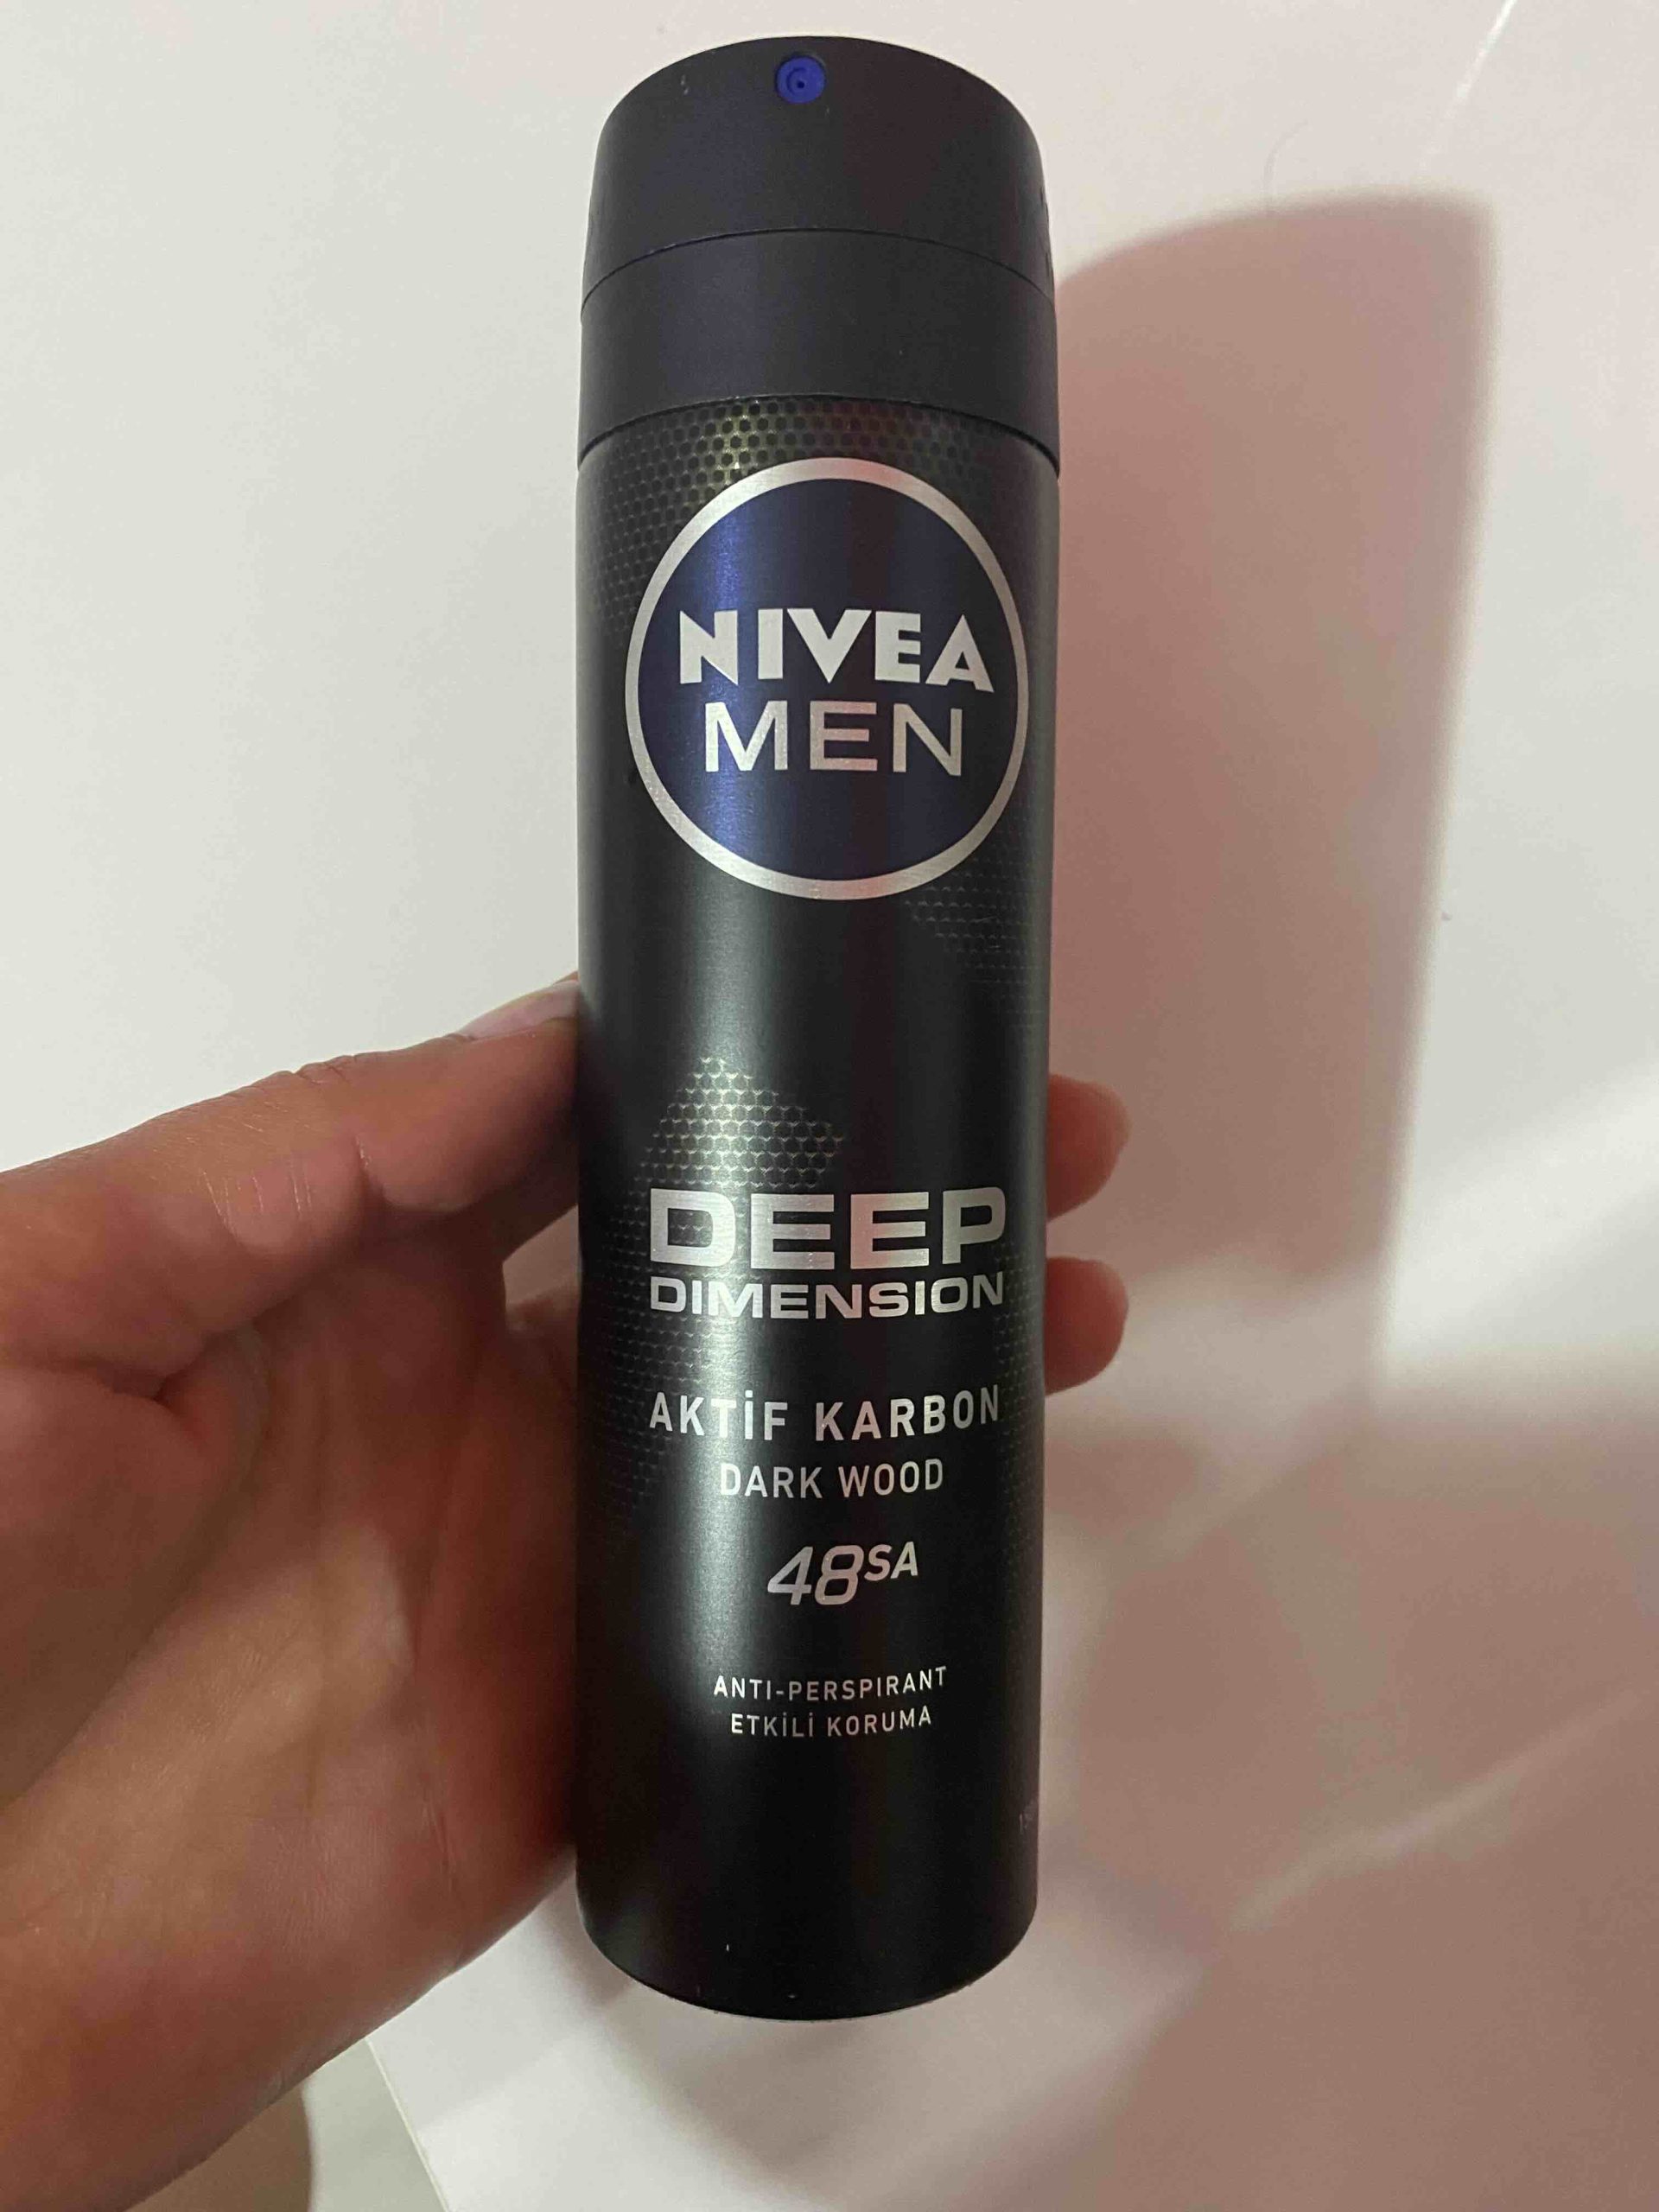 NIVEA
MEN
DEEP
DIMENSION
AKTİF KARBON
DARK WOOD
48SA
ANTI-PERSPIRANT
ETKİLİ KORUMA